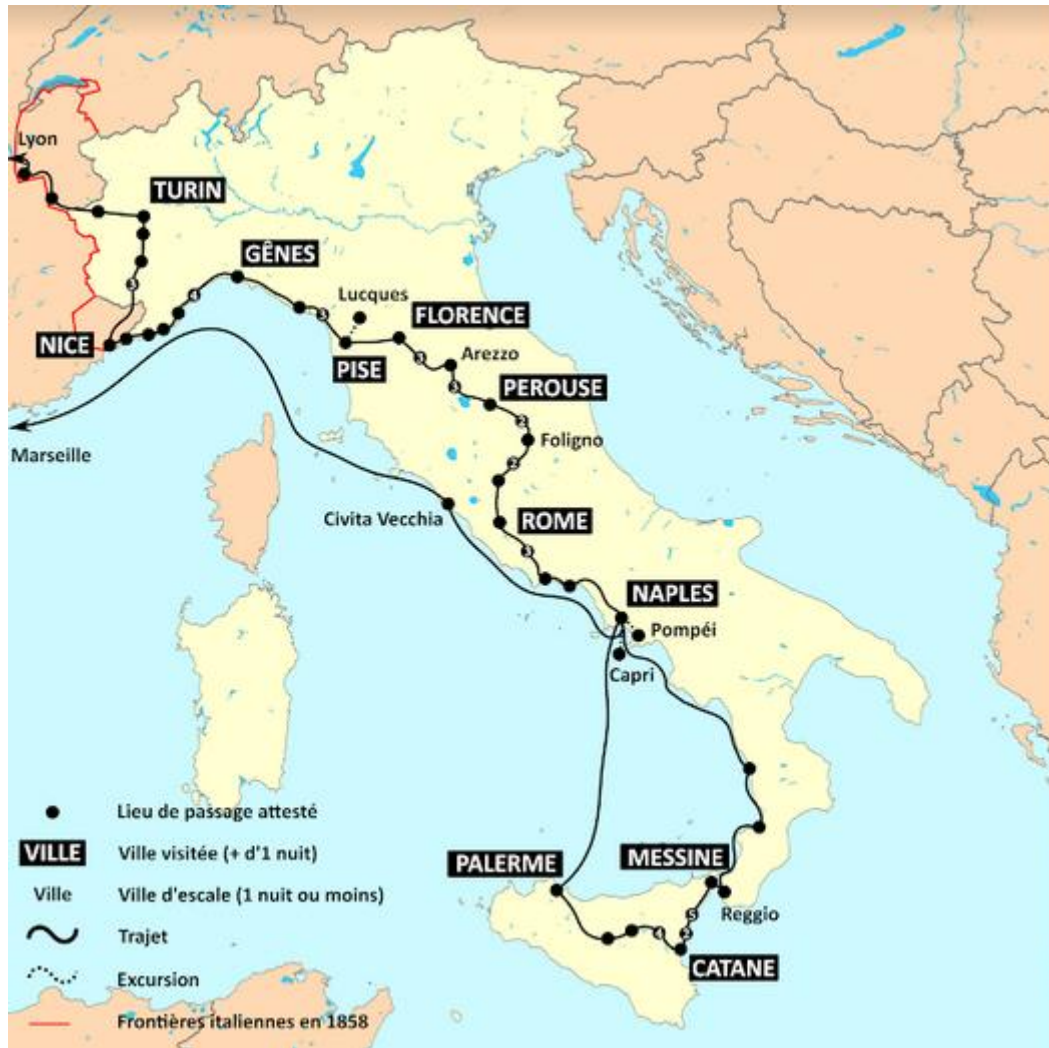 Lyon
TURIN
GÊNES
Lucques
FLORENCE
NICE
PISE
Arezzo
PEROUSE
Foligno
Marseille
Civita Vecchia
ROME
NAPLES
Pompéi
Capri
PALERME
MESSINE
Reggio
CATANE
Lieu de passage attesté
VILLE Ville visitée (+ d'1 nuit)
Ville Ville d'escale (1 nuit ou moins)
Trajet
Excursion
Frontières italiennes en 1858